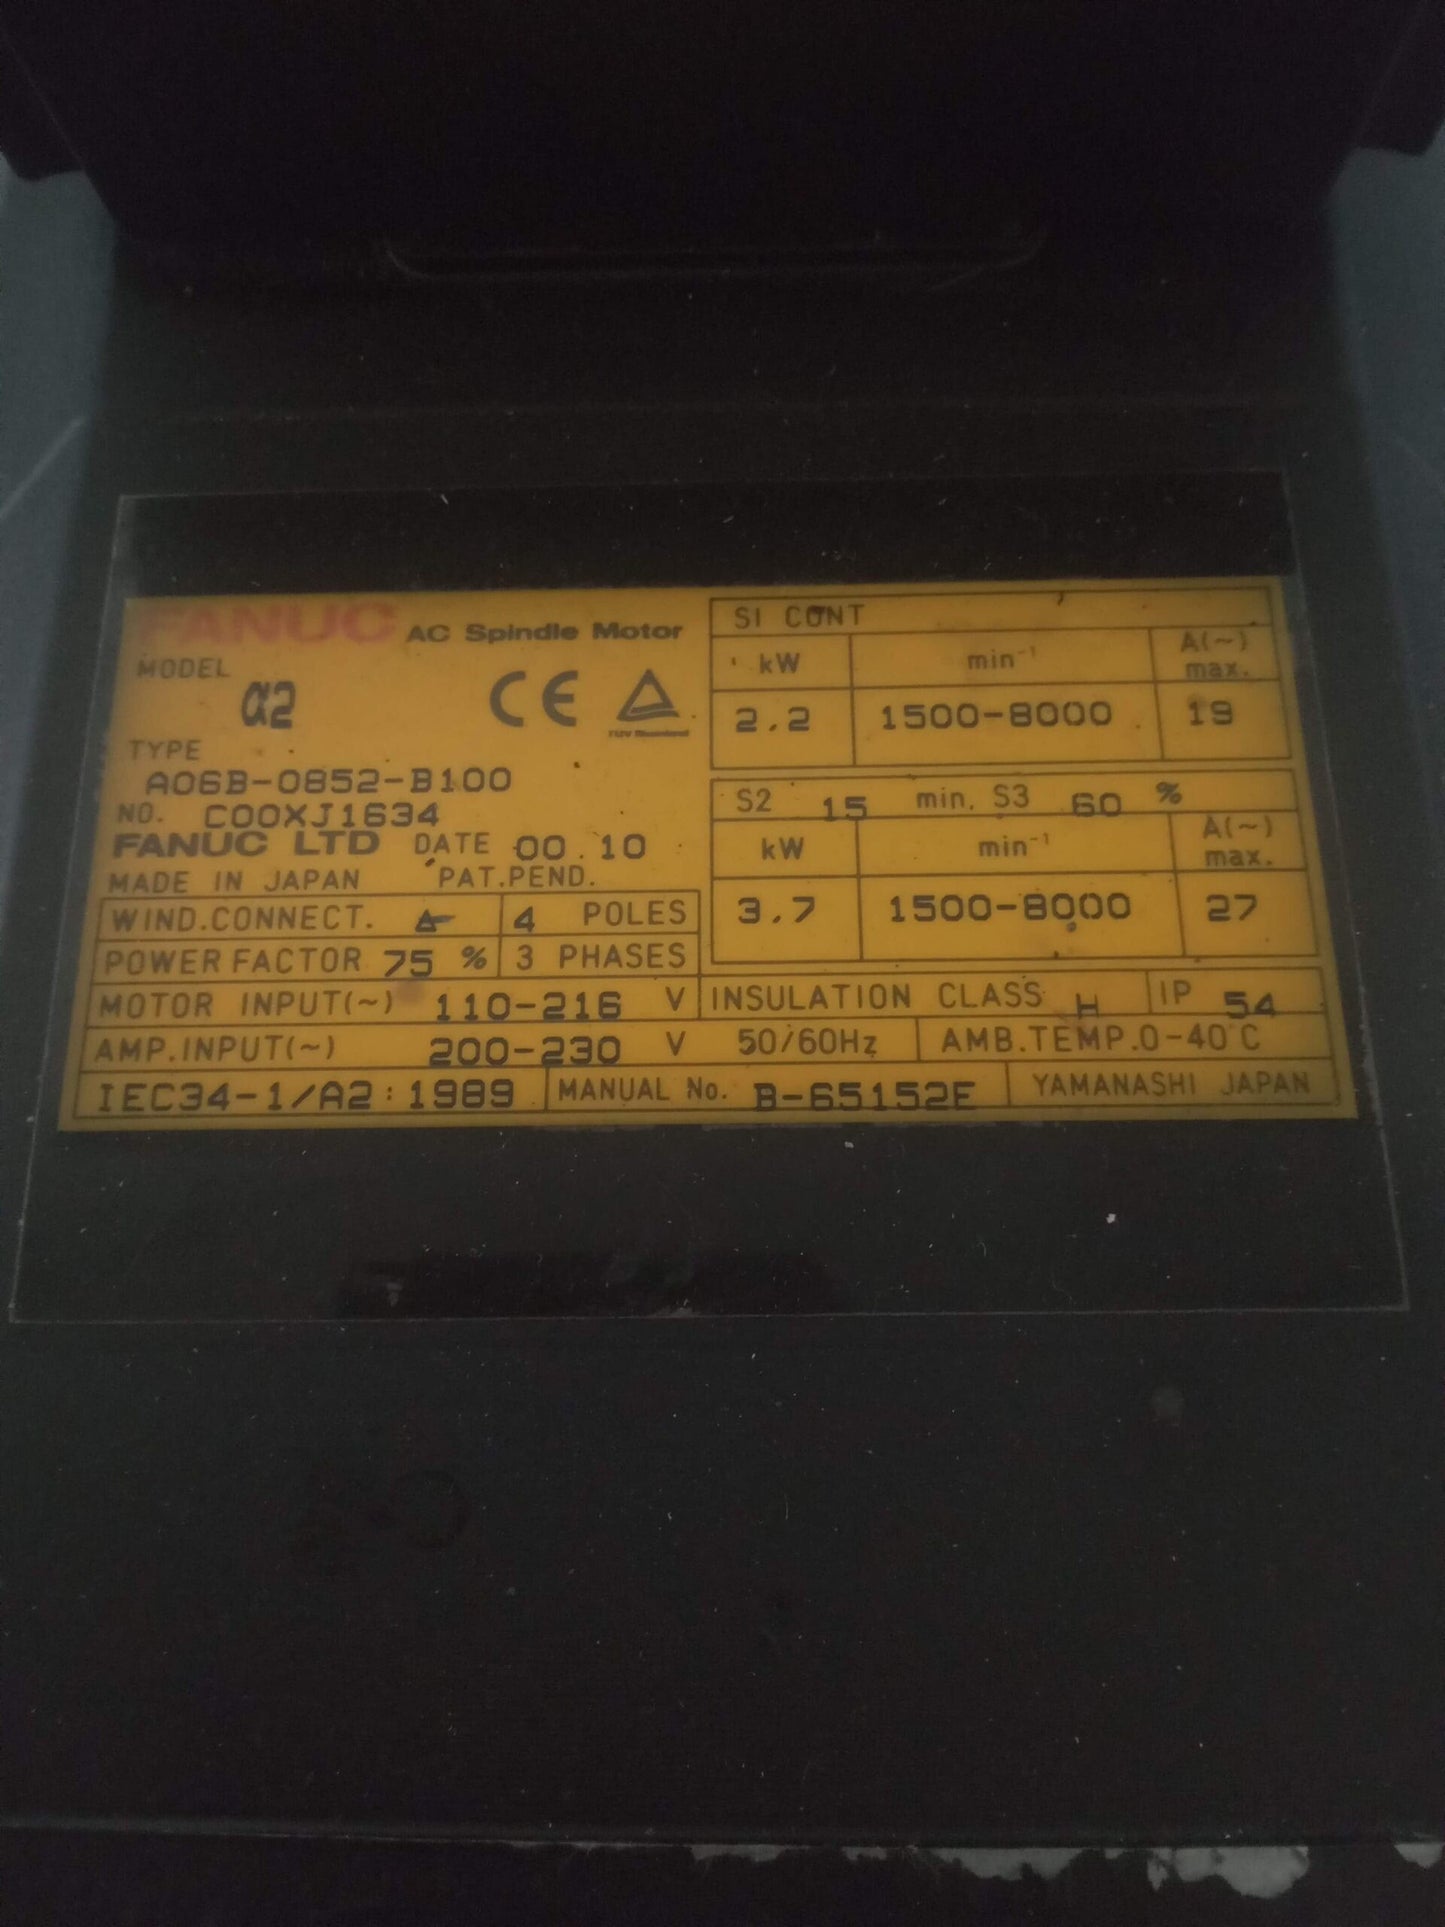 FANUC AC Spindle Motor
MODEL
α2
CE
TÜV Rheinland
TYPE
A06B-0852-B100
NO. C00XJ1634
FANUC LTD DATE 00.10
MADE IN JAPAN PAT.PEND.
WIND.CONNECT. 4 POLES
POWER FACTOR 75 % 3 PHASES
S1 CONT
kW min⁻¹ A(~) max.
2.2 1500-8000 19
S2 15 min, S3 60 %
kW min⁻¹ A(~) max.
3.7 1500-8000 27
MOTOR INPUT(~) 110-216 V INSULATION CLASS H IP 54
AMP.INPUT(~) 200-230 V 50/60Hz AMB.TEMP.0-40°C
IEC34-1/A2:1989 MANUAL No. B-65152E YAMANASHI JAPAN